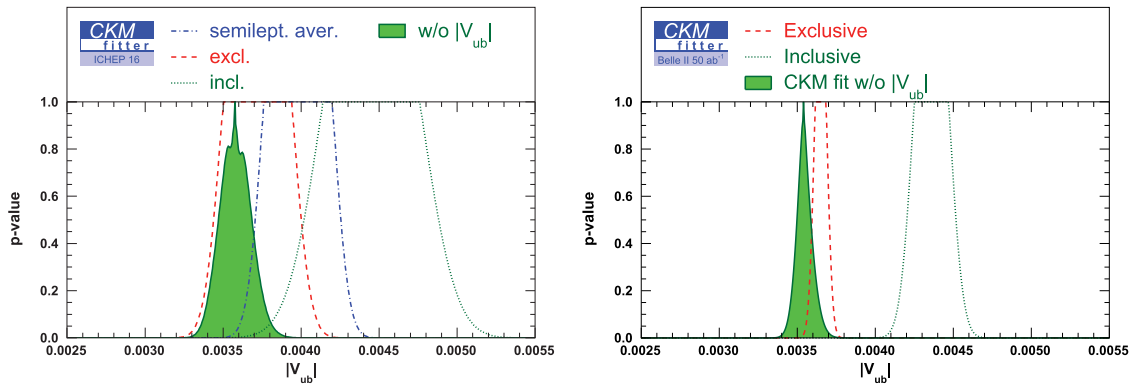 CKM
fitter
ICHEP 16
semilept. aver.
excl.
incl.
w/o |Vub|
p-value
1.0
0.8
0.6
0.4
0.2
0.0
0.0025 0.0030 0.0035 0.0040 0.0045 0.0050 0.0055
|Vub|
CKM
fitter
Belle II 50 ab⁻¹
Exclusive
Inclusive
CKM fit w/o |Vub|
p-value
1.0
0.8
0.6
0.4
0.2
0.0
0.0025 0.0030 0.0035 0.0040 0.0045 0.0050 0.0055
|Vub|